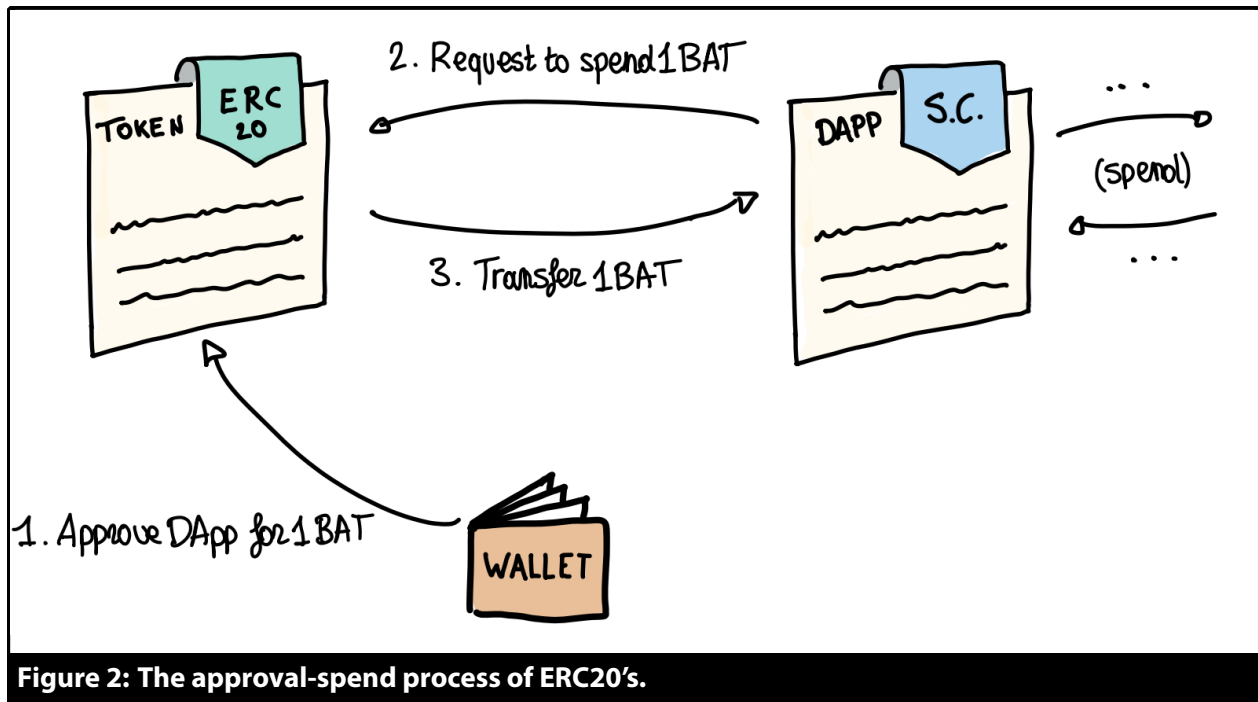 2. Request to spend 1 BAT
ERC
20
TOKEN
S.C.
DAPP
...
(spend)
...
3. Transfer 1 BAT
1. Approve DApp for 1 BAT
WALLET
Figure 2: The approval-spend process of ERC20's.